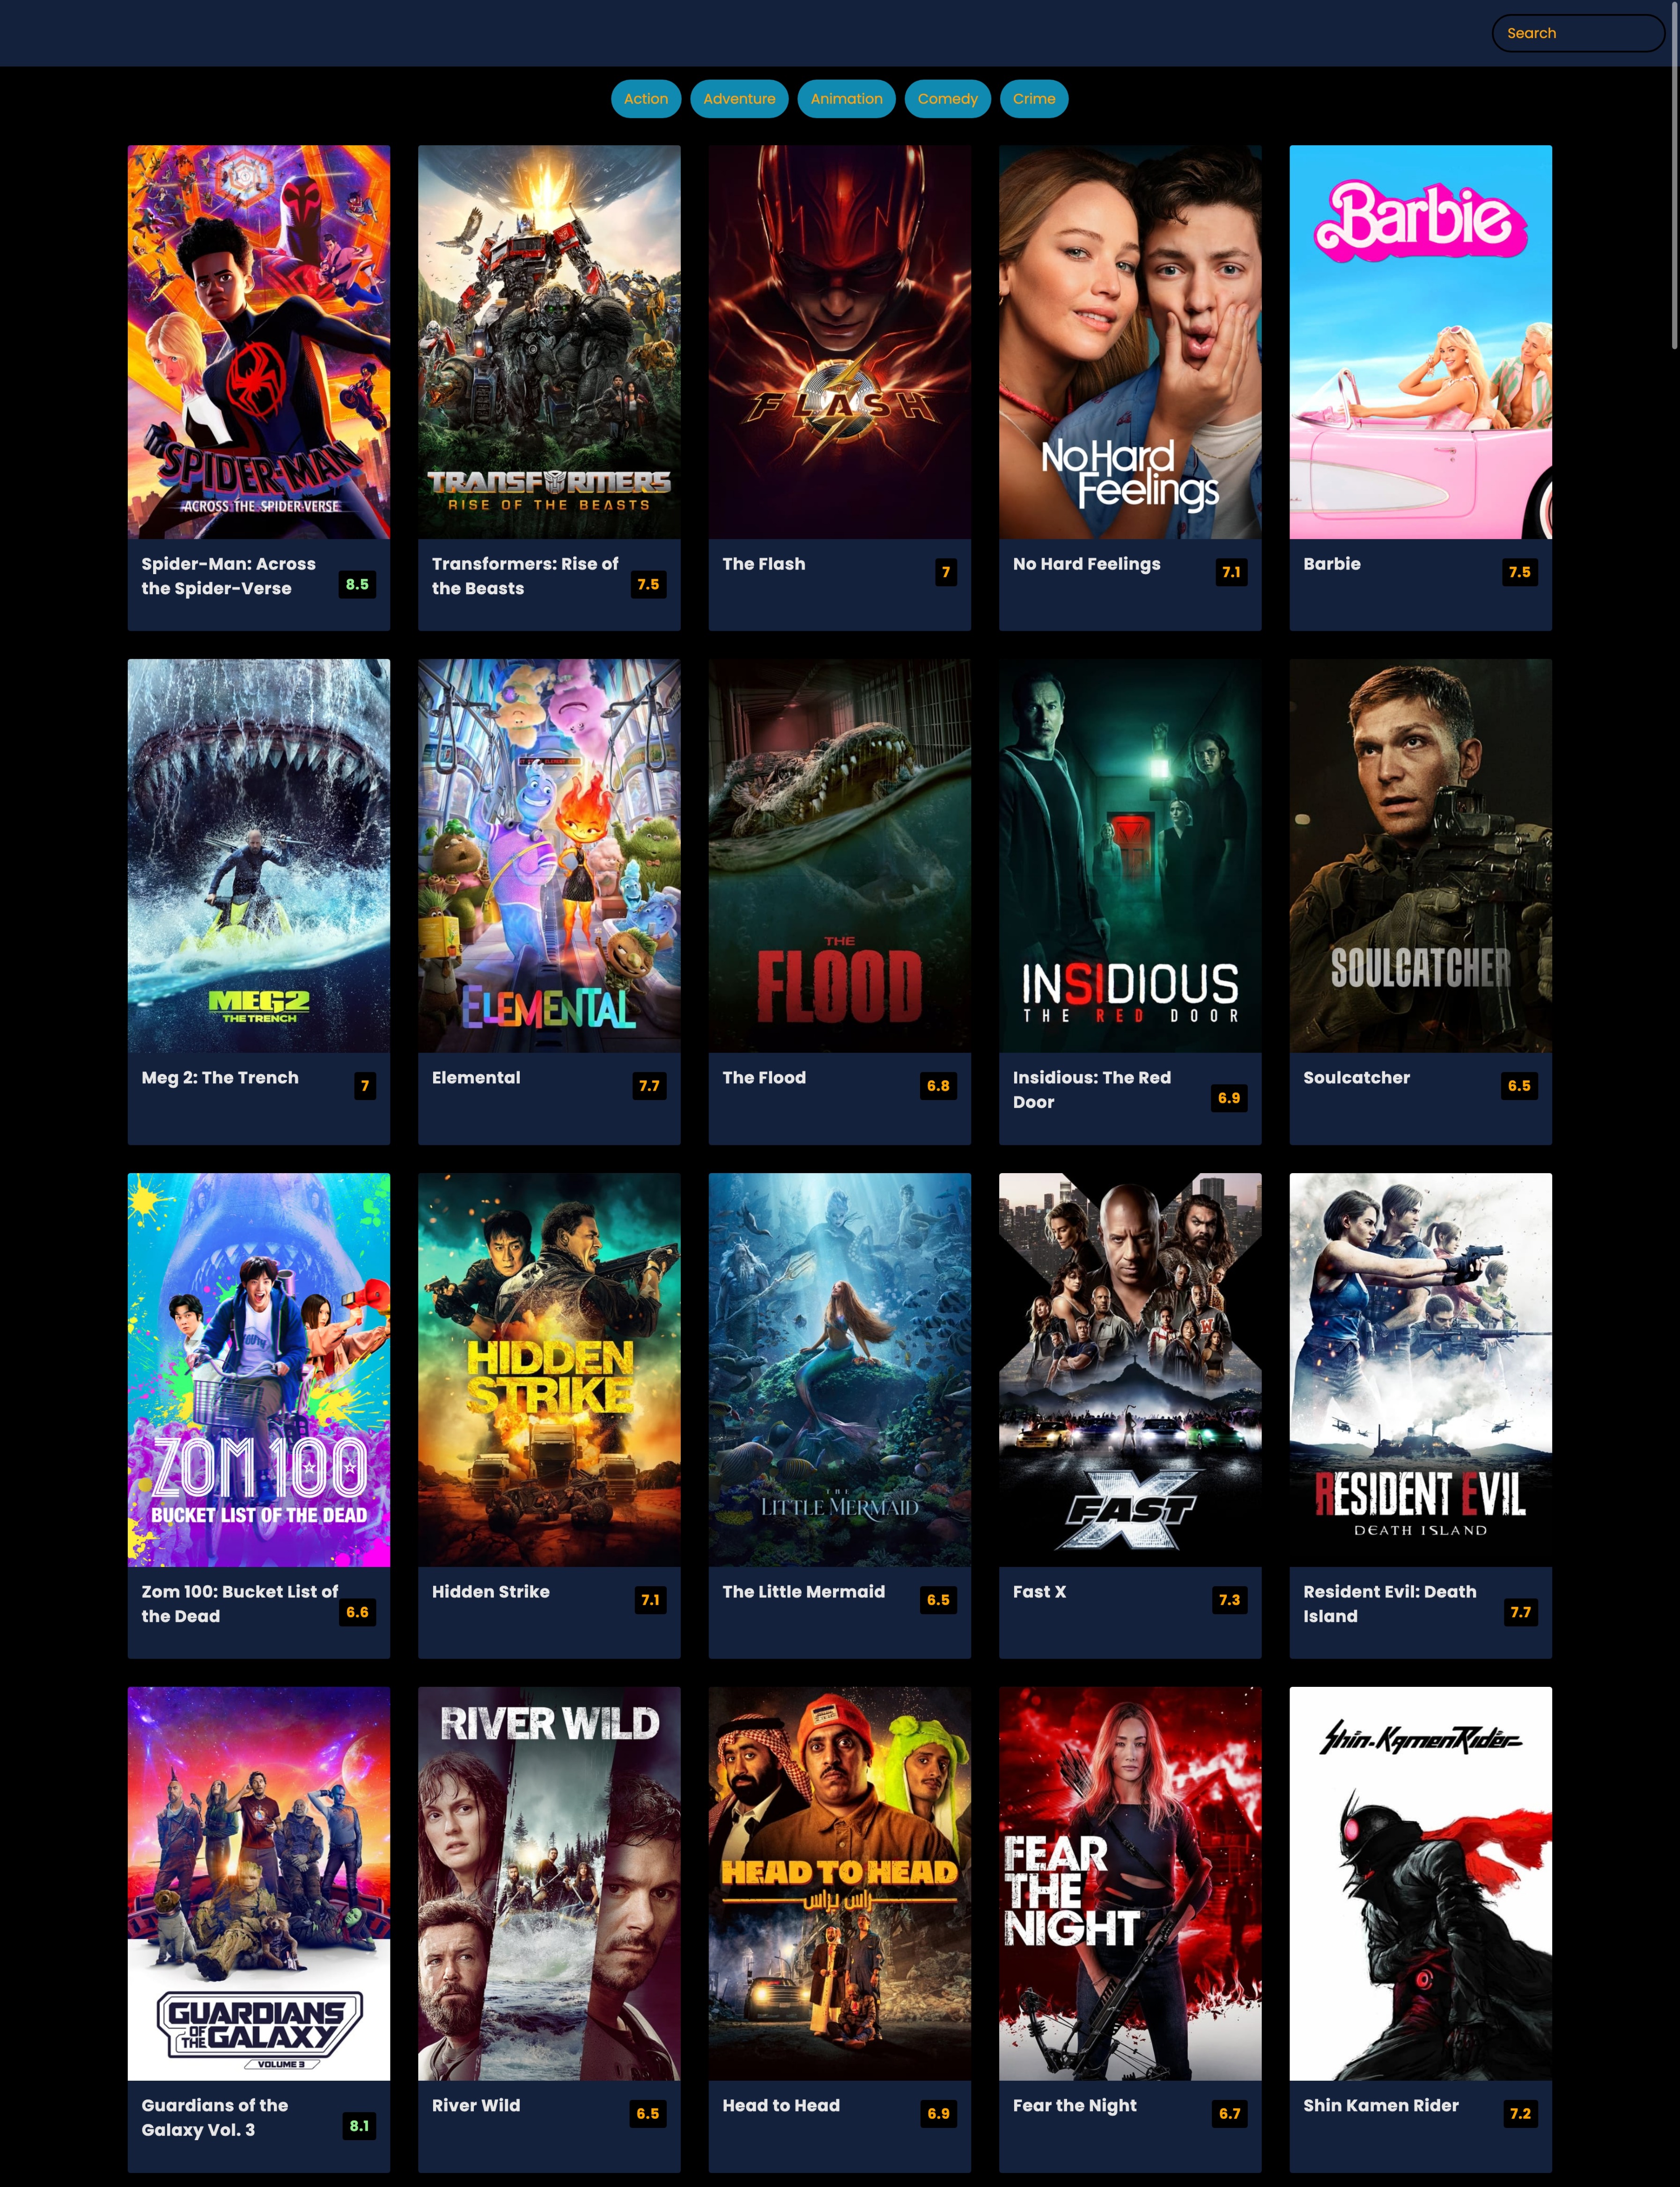 Search
Action Adventure Animation Comedy Crime
SPIDER-MAN
ACROSS THE SPIDER-VERSE
TRANSFORMERS
RISE OF THE BEASTS
FLASH
No Hard
Feelings
Barbie
Spider-Man: Across
the Spider-Verse
8.5
Transformers: Rise of
the Beasts
7.5
The Flash
7
No Hard Feelings
7.1
Barbie
7.5
MEG2
THE TRENCH
ELEMENTAL
THE
FLOOD
INSIDIOUS
THE RED DOOR
SOULCATCHER
Meg 2: The Trench
7
Elemental
7.7
The Flood
6.8
Insidious: The Red
Door
6.9
Soulcatcher
6.5
ZOM 100
BUCKET LIST OF THE DEAD
HIDDEN
STRIKE
THE
LITTLE MERMAID
FAST X
RESIDENT EVIL
DEATH ISLAND
Zom 100: Bucket List of
the Dead
6.6
Hidden Strike
7.1
The Little Mermaid
6.5
Fast X
7.3
Resident Evil: Death
Island
7.7
GUARDIANS
OF THE GALAXY
VOLUME 3
RIVER WILD
HEAD TO HEAD
راس براس
FEAR
THE
NIGHT
Shin.KamenRider
Guardians of the
Galaxy Vol. 3
8.1
River Wild
6.5
Head to Head
6.9
Fear the Night
6.7
Shin Kamen Rider
7.2